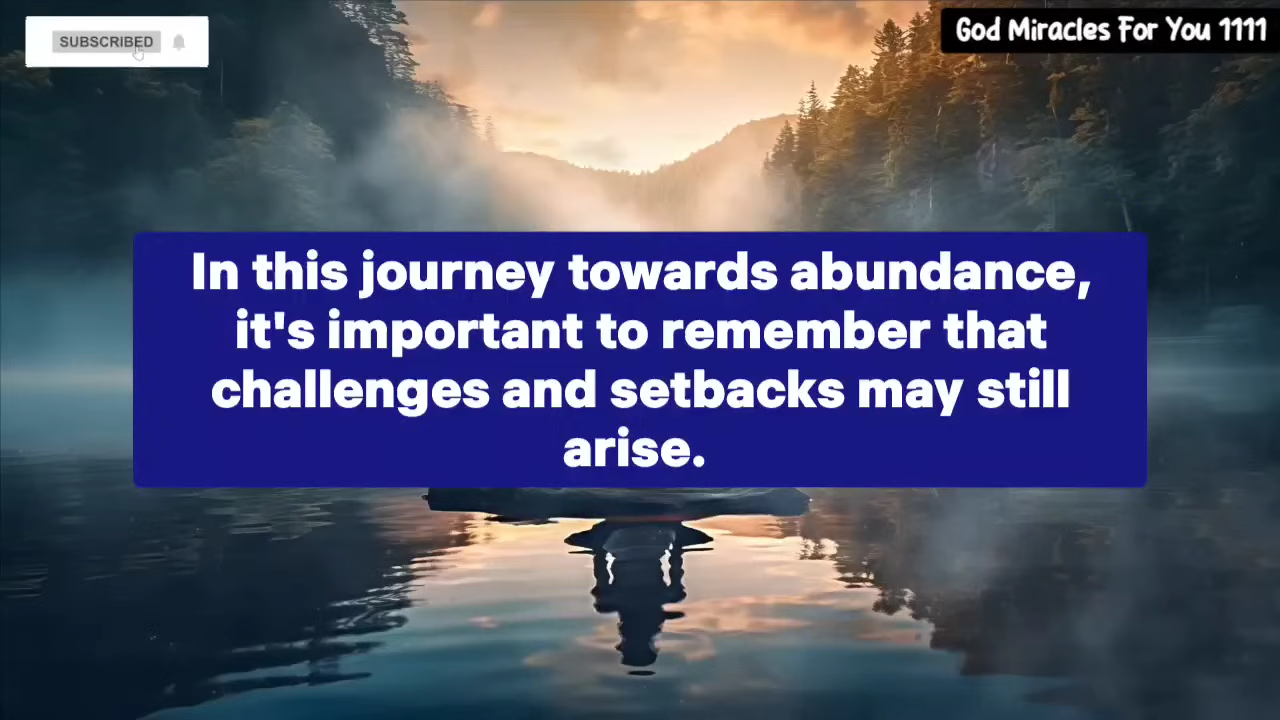 SUBSCRIBED
God Miracles For You 1111
In this journey towards abundance,
it's important to remember that
challenges and setbacks may still
arise.